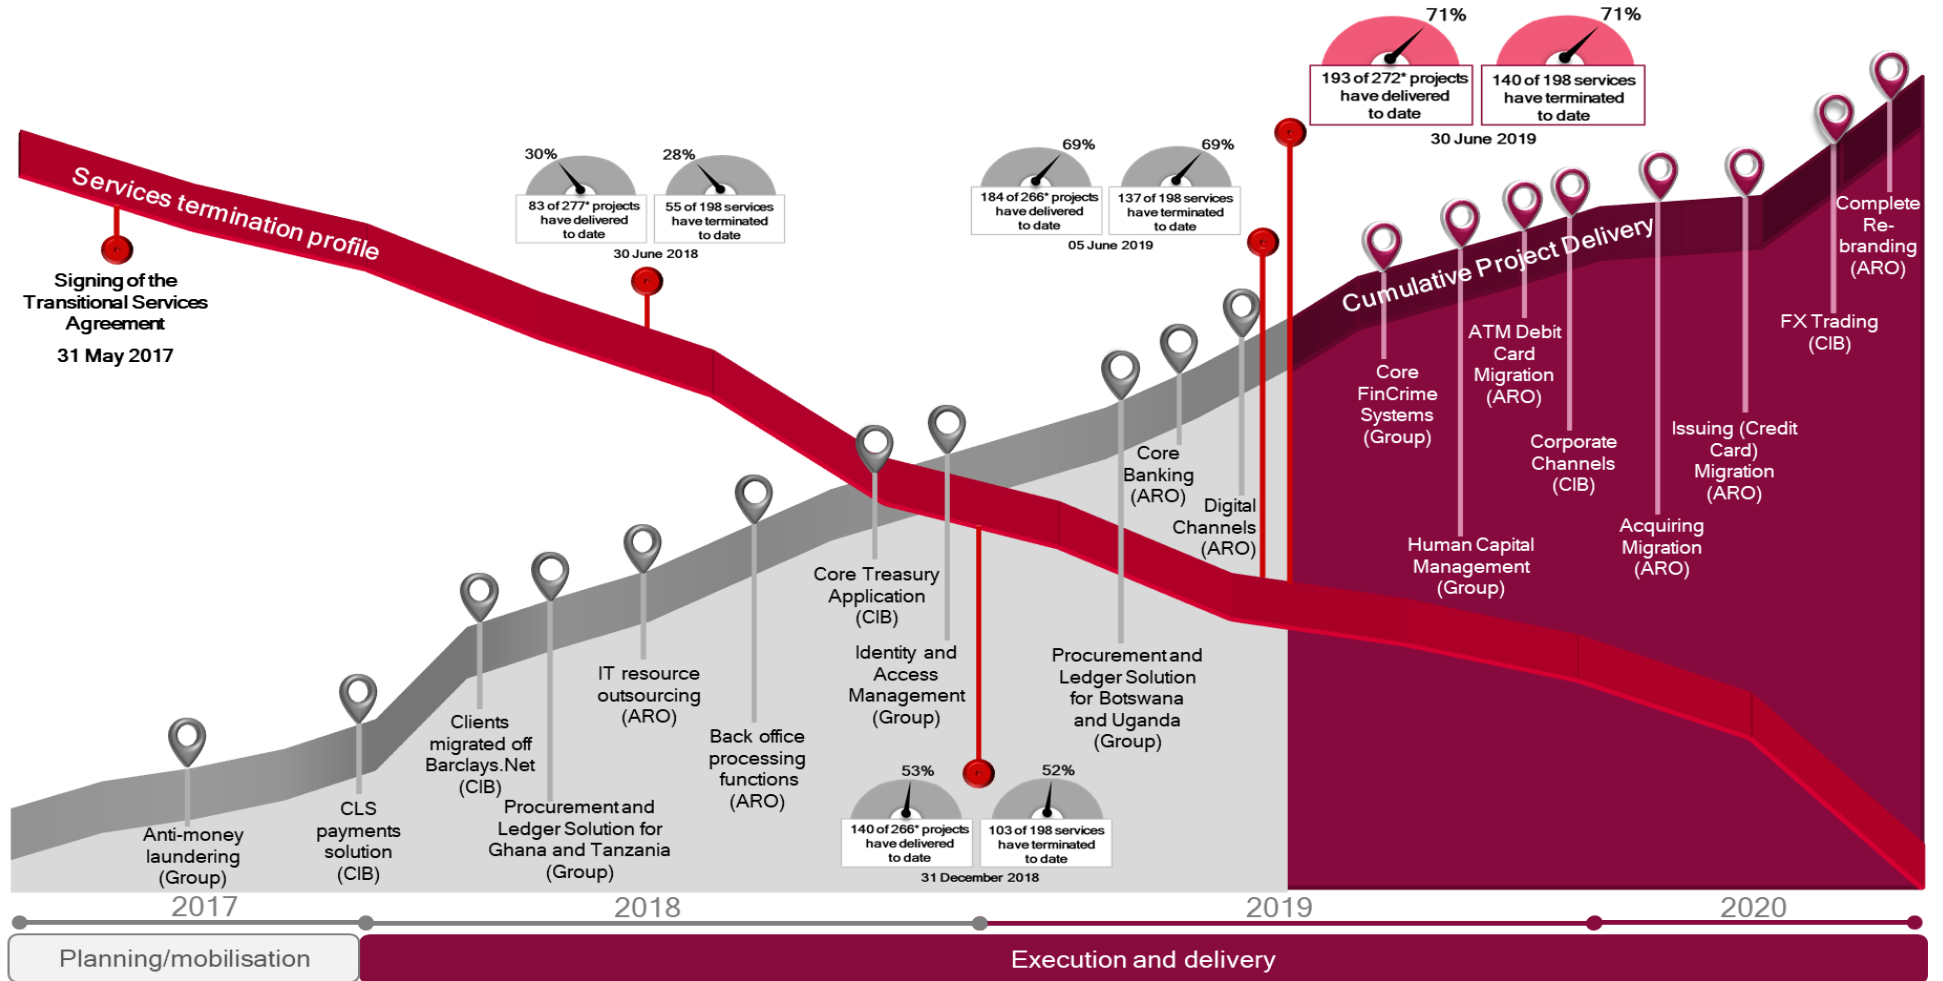 71%
71%
193 of 272* projects
have delivered
to date
140 of 198 services
have terminated
to date
30 June 2019
30%
28%
83 of 277* projects
have delivered
to date
55 of 198 services
have terminated
to date
30 June 2018
69%
69%
184 of 266* projects
have delivered
to date
137 of 198 services
have terminated
to date
05 June 2019
Services termination profile
Signing of the
Transitional Services
Agreement
31 May 2017
Cumulative Project Delivery
Complete
Re-
branding
(ARO)
FX Trading
(CIB)
ATM Debit
Card
Migration
(ARO)
Core
FinCrime
Systems
(Group)
Corporate
Channels
(CIB)
Issuing (Credit
Card)
Migration
(ARO)
Acquiring
Migration
(ARO)
Human Capital
Management
(Group)
Core
Banking
(ARO)
Digital
Channels
(ARO)
Core Treasury
Application
(CIB)
Identity and
Access
Management
(Group)
Procurement and
Ledger Solution
for Botswana
and Uganda
(Group)
IT resource
outsourcing
(ARO)
Back office
processing
functions
(ARO)
Clients
migrated off
Barclays.Net
(CIB)
Procurement and
Ledger Solution for
Ghana and Tanzania
(Group)
CLS
payments
solution
(CIB)
Anti-money
laundering
(Group)
53%
52%
140 of 266* projects
have delivered
to date
103 of 198 services
have terminated
to date
31 December 2018
2017
2018
2019
2020
Planning/mobilisation
Execution and delivery